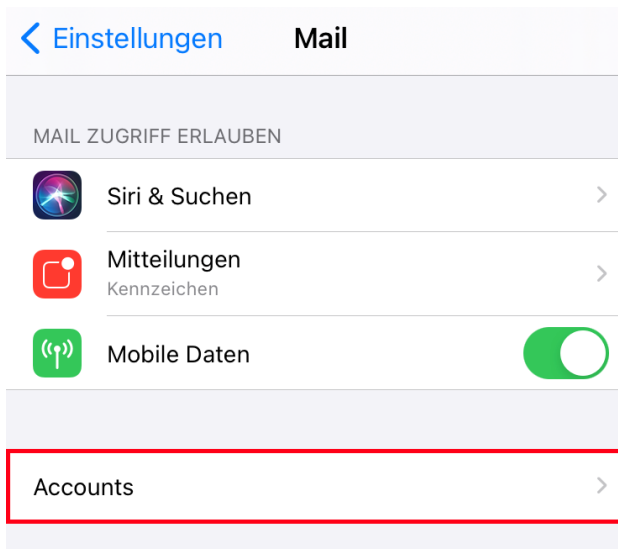 Einstellungen Mail
MAIL ZUGRIFF ERLAUBEN
Siri & Suchen
Mitteilungen
Kennzeichen
Mobile Daten
Accounts